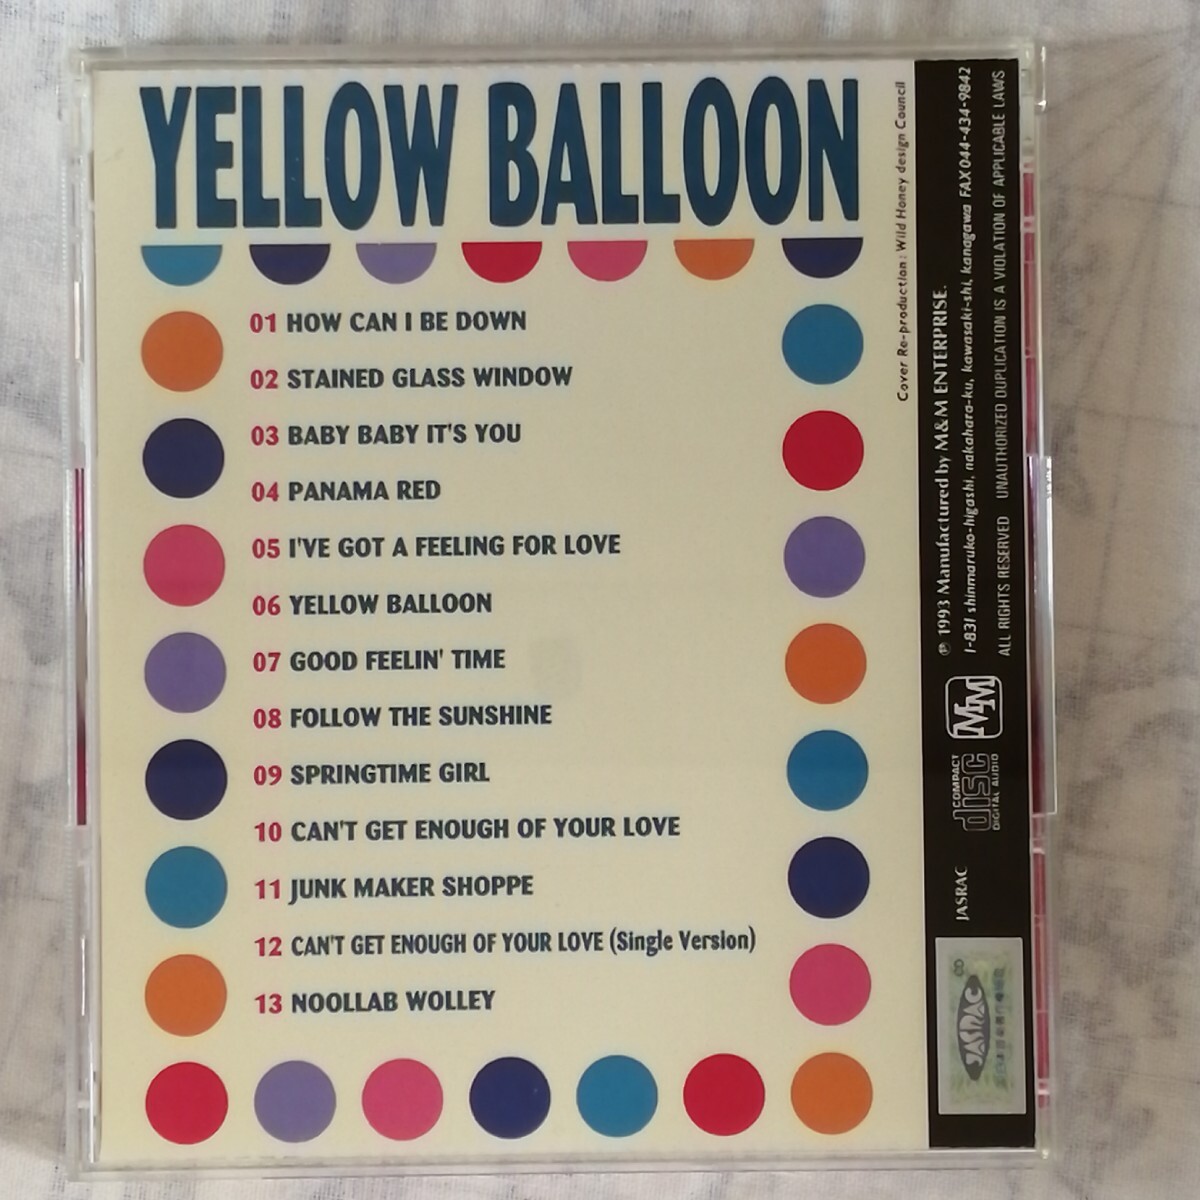 YELLOW BALLOON
01 HOW CAN I BE DOWN
02 STAINED GLASS WINDOW
03 BABY BABY IT'S YOU
04 PANAMA RED
05 I'VE GOT A FEELING FOR LOVE
06 YELLOW BALLOON
07 GOOD FEELIN' TIME
08 FOLLOW THE SUNSHINE
09 SPRINGTIME GIRL
10 CAN'T GET ENOUGH OF YOUR LOVE
11 JUNK MAKER SHOPPE
12 CAN'T GET ENOUGH OF YOUR LOVE (Single Version)
13 NOOLLAB WOLLEY
Cover Re-production : Wild Honey design Council
℗ 1993 Manufactured by M&M ENTERPRISE.
1-831 shinmaruko-higashi, nakahara-ku, kawasaki-shi, kanagawa FAX 044-434-9842
ALL RIGHTS RESERVED UNAUTHORIZED DUPLICATION IS A VIOLATION OF APPLICABLE LAWS
MM
COMPACT
disc
DIGITAL AUDIO
JASRAC
JASRAC